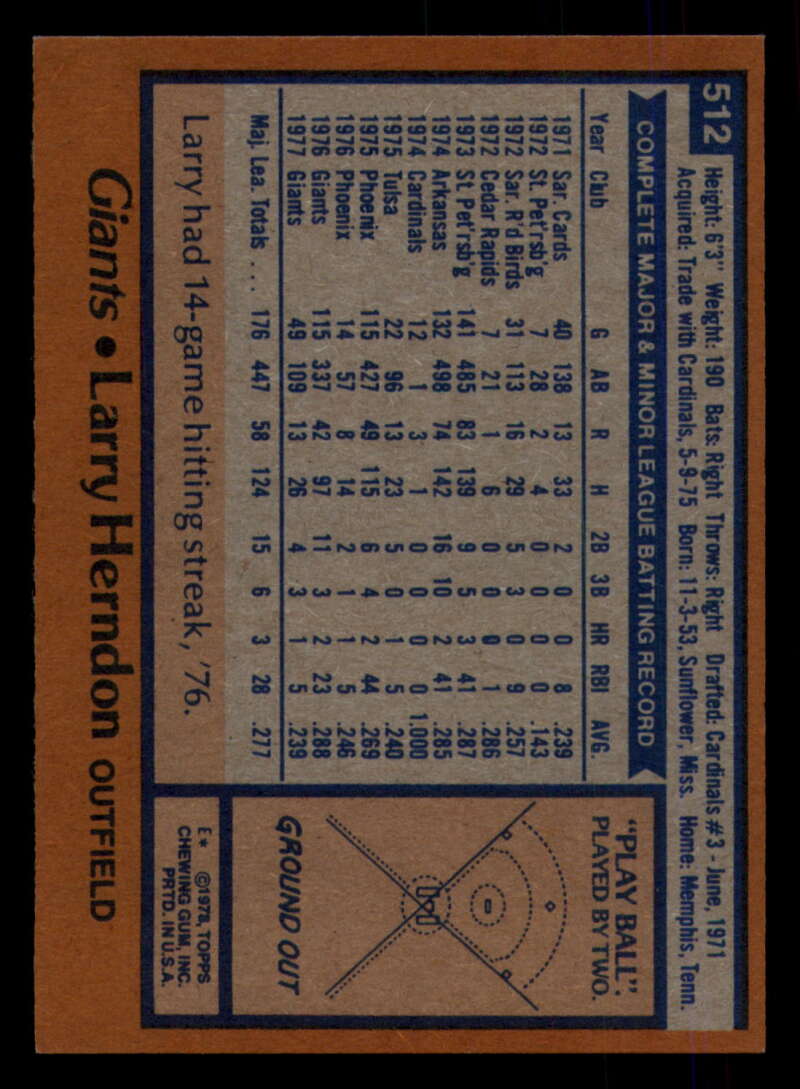 512
Height: 6'3" Weight: 190 Bats: Right Throws: Right Drafted: Cardinals #3 - June, 1971
Acquired: Trade with Cardinals, 5-9-75 Born: 11-3-53, Sunflower, Miss. Home: Memphis, Tenn.
COMPLETE MAJOR & MINOR LEAGUE BATTING RECORD
Year Club G AB R H 2B 3B HR RBI AVG.
1971 Sar. Cards 40 138 13 33 2 0 0 8 .239
1972 St. Pet'rsb'g 7 28 2 4 0 0 0 0 .143
1972 Sar. R'd Birds 31 113 16 29 5 3 0 9 .257
1972 Cedar Rapids 7 21 1 6 0 0 0 1 .286
1973 St. Pet'rsb'g 141 485 83 139 9 5 3 41 .287
1974 Arkansas 132 498 74 142 16 10 2 41 .285
1974 Cardinals 12 1 3 1 0 0 0 0 1.000
1975 Tulsa 22 96 13 23 5 0 1 5 .240
1975 Phoenix 115 427 49 115 6 4 2 44 .269
1976 Phoenix 14 57 8 14 2 1 1 5 .246
1976 Giants 115 337 42 97 11 3 2 23 .288
1977 Giants 49 109 13 26 4 3 1 5 .239
Maj. Lea. Totals . . . 176 447 58 124 15 6 3 28 .277
Larry had 14-game hitting streak, '76.
"PLAY BALL":
PLAYED BY TWO.
GROUND OUT
E* ©1978, TOPPS
CHEWING GUM, INC.
PRTD. IN U.S.A.
Giants • Larry Herndon OUTFIELD